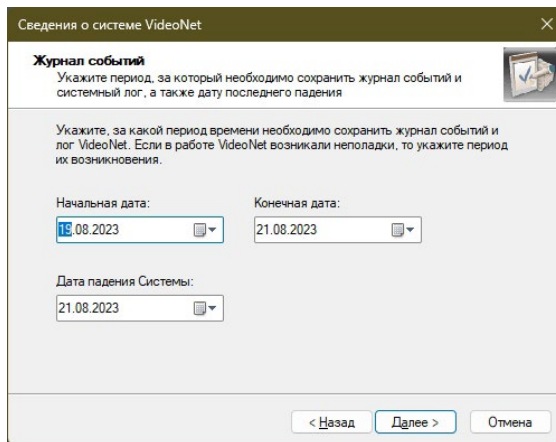 Сведения о системе VideoNet
Журнал событий
Укажите период, за который необходимо сохранить журнал событий и
системный лог, а также дату последнего падения
Укажите, за какой период времени необходимо сохранить журнал событий и
лог VideoNet. Если в работе VideoNet возникали неполадки, то укажите период
их возникновения.
Начальная дата: Конечная дата:
19.08.2023 21.08.2023
Дата падения Системы:
21.08.2023
< Назад Далее > Отмена